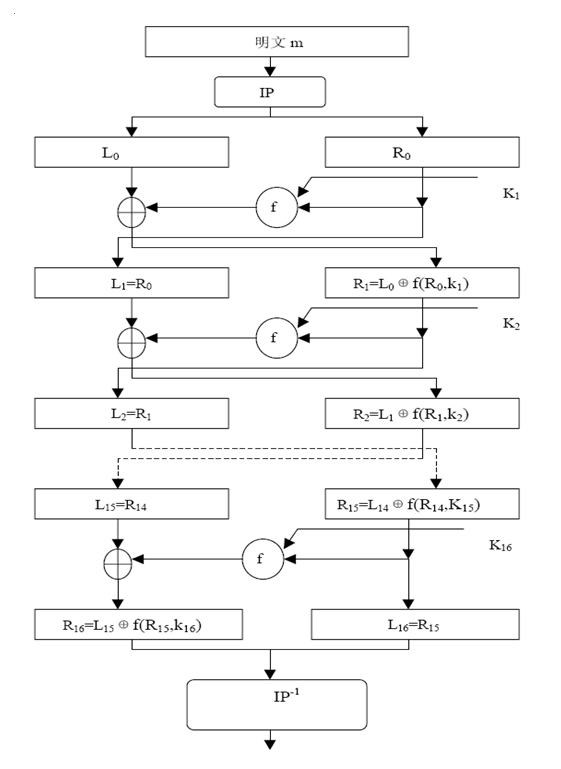 明文 m
IP
L₀
R₀
f
K₁
L₁=R₀
R₁=L₀ ⊕ f(R₀,k₁)
f
K₂
L₂=R₁
R₂=L₁ ⊕ f(R₁,k₂)
L₁₅=R₁₄
R₁₅=L₁₄ ⊕ f(R₁₄,K₁₅)
f
K₁₆
R₁₆=L₁₅ ⊕ f(R₁₅,k₁₆)
L₁₆=R₁₅
IP⁻¹